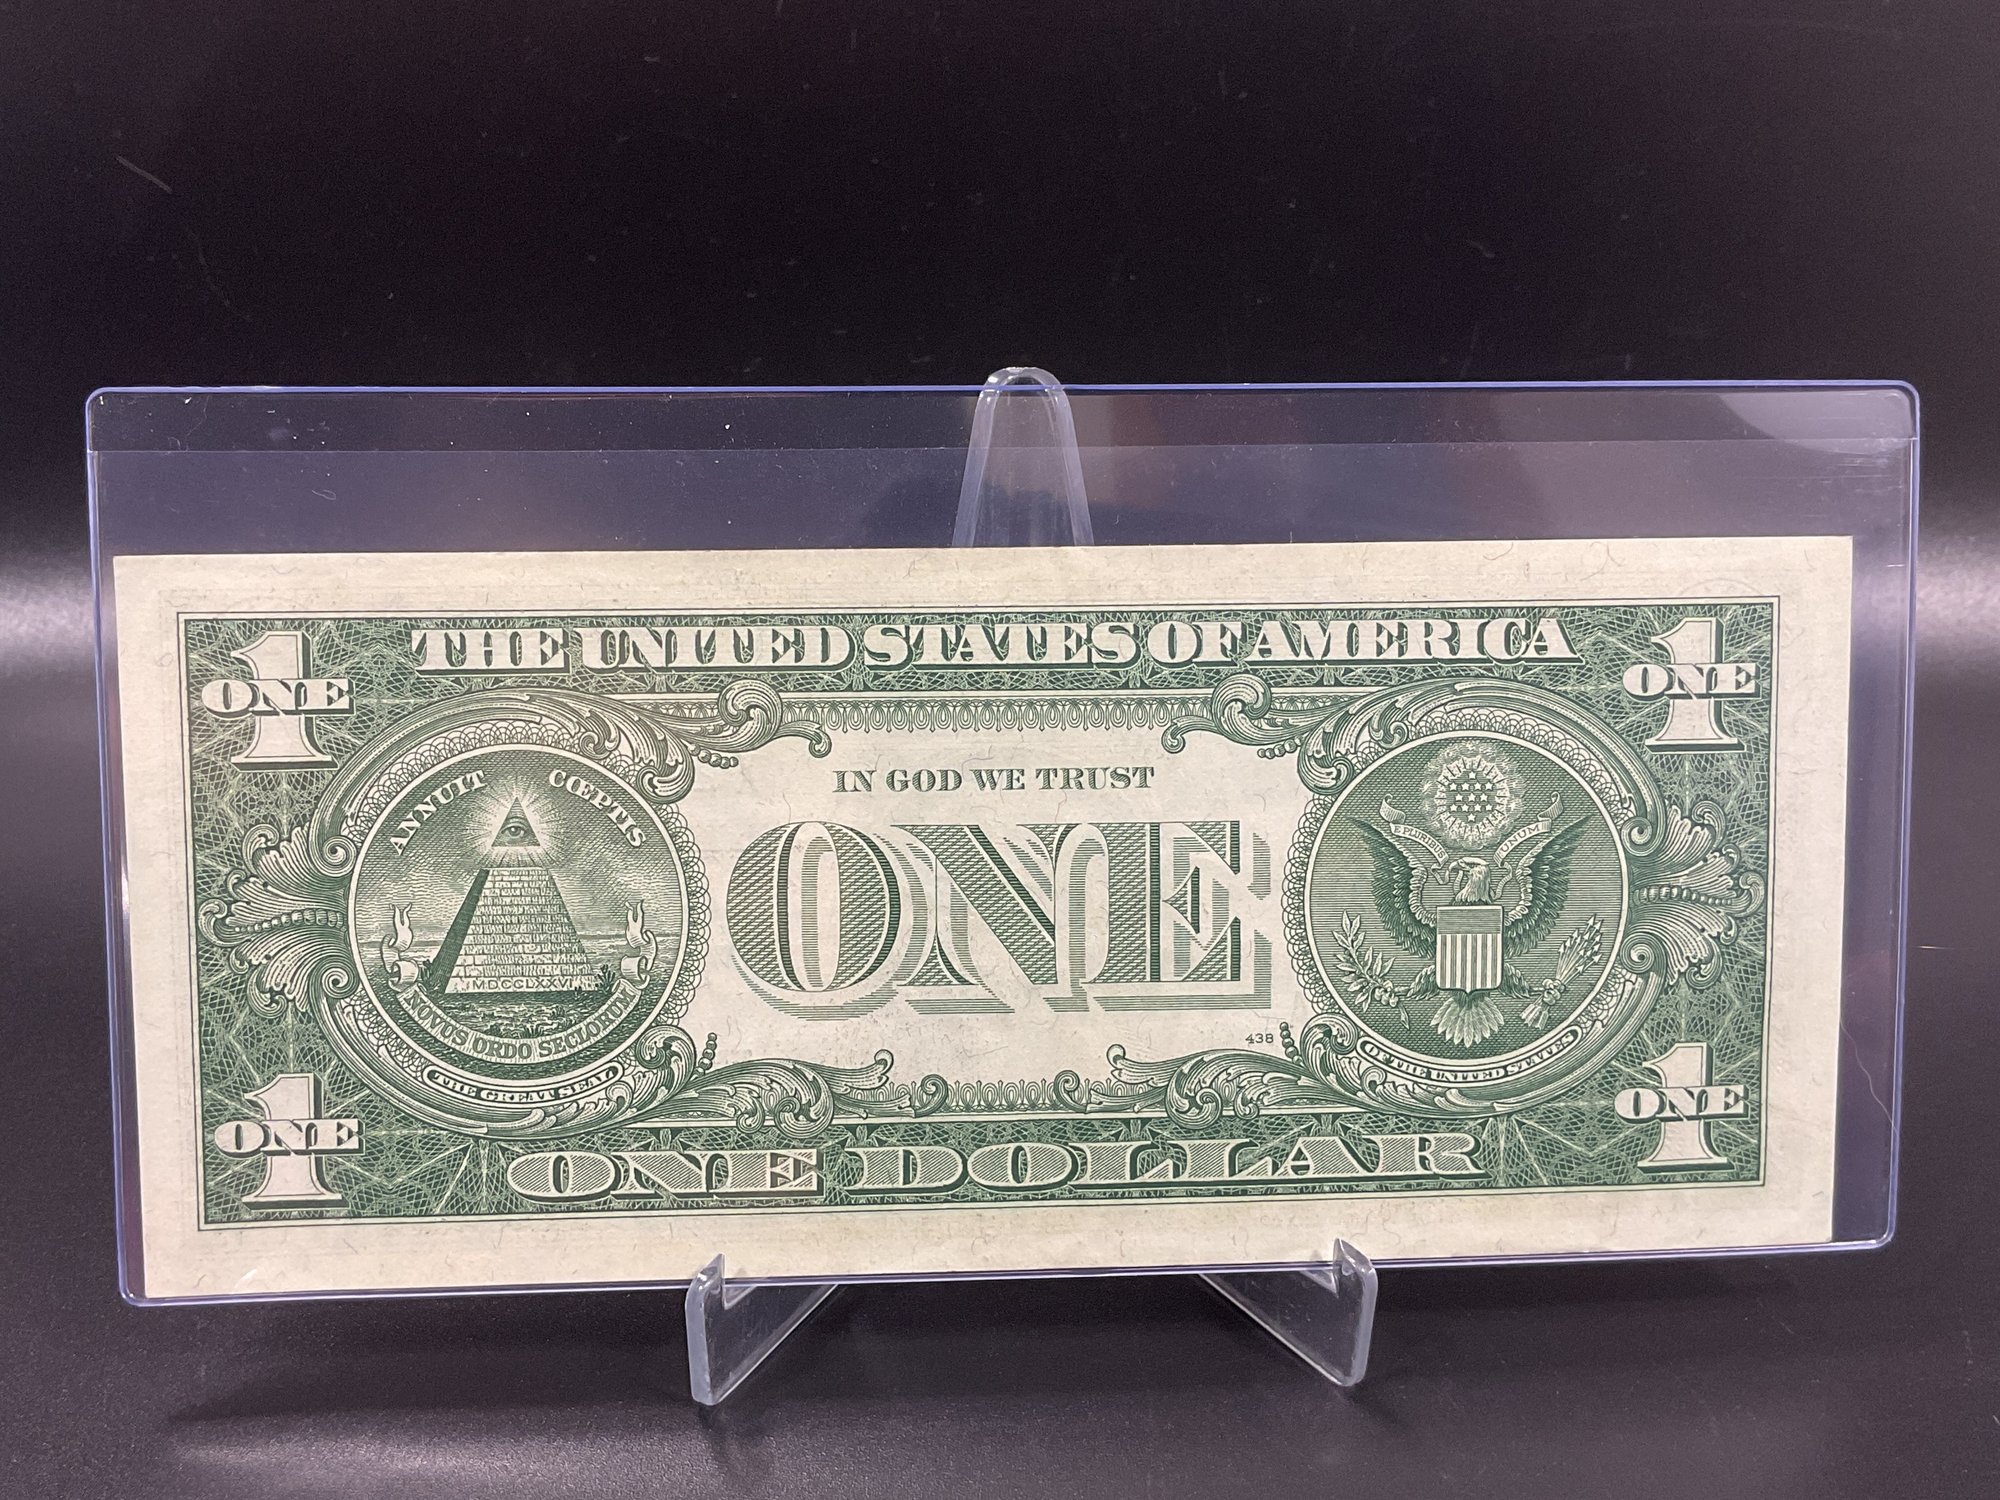 THE UNITED STATES OF AMERICA
1
ONE
1
ONE
ANNUIT CŒPTIS
IN GOD WE TRUST
E PLURIBUS UNUM
ONE
MDCCLXXVI
NOVUS ORDO SECLORUM
438
THE GREAT SEAL
OF THE UNITED STATES
1
ONE
1
ONE
ONE DOLLAR